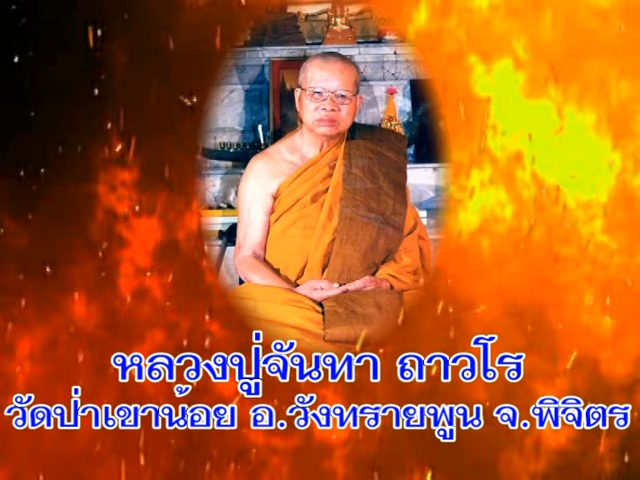 หลวงปู่จันทา ถาวโร
วัดป่าเขาน้อย อ.วังทรายพูน จ.พิจิตร